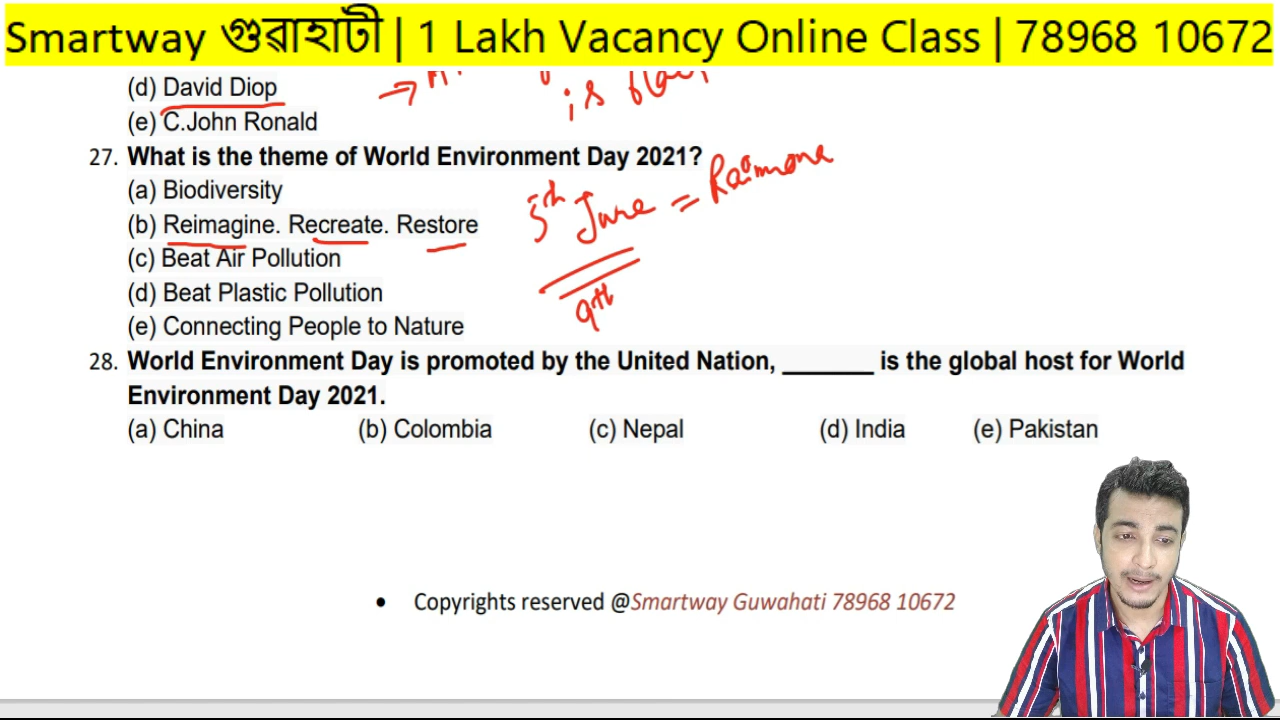 Smartway গুৱাহাটী | 1 Lakh Vacancy Online Class | 78968 10672
(d) David Diop
is
(e) C.John Ronald
27. What is the theme of World Environment Day 2021?
(a) Biodiversity
(b) Reimagine. Recreate. Restore
5th June = Raimona
(c) Beat Air Pollution
(d) Beat Plastic Pollution
9th
(e) Connecting People to Nature
28. World Environment Day is promoted by the United Nation, _______ is the global host for World
Environment Day 2021.
(a) China (b) Colombia (c) Nepal (d) India (e) Pakistan
• Copyrights reserved @Smartway Guwahati 78968 10672